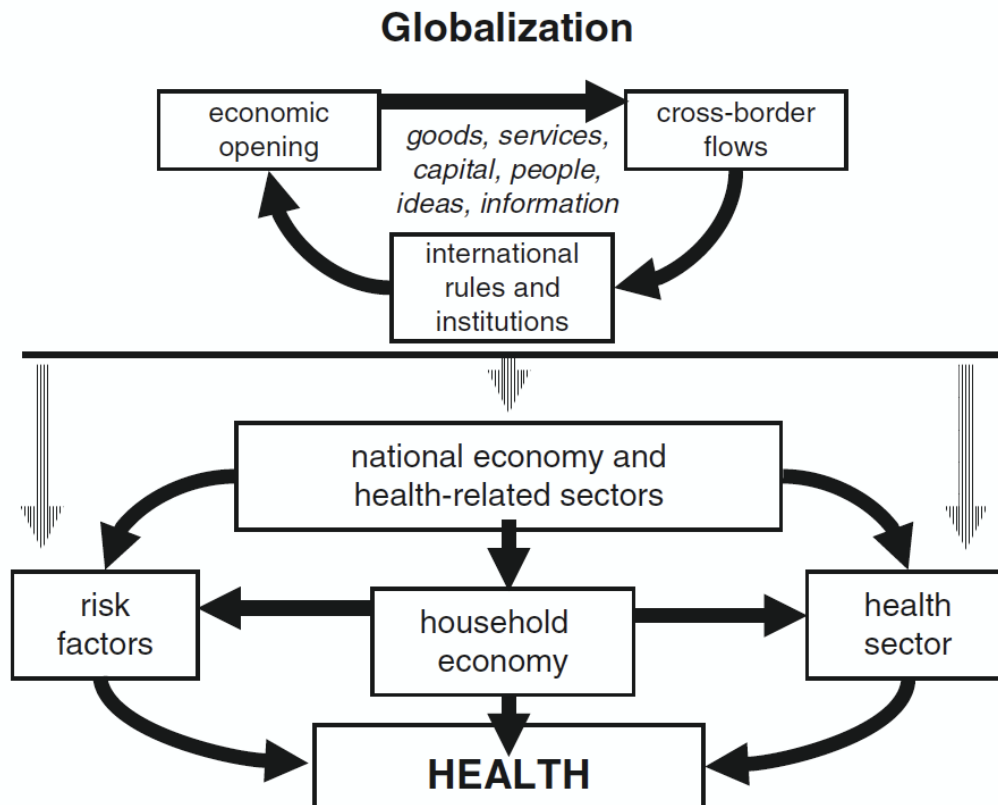 Globalization
economic
opening
goods, services,
capital, people,
ideas, information
cross-border
flows
international
rules and
institutions
national economy and
health-related sectors
risk
factors
household
economy
health
sector
HEALTH